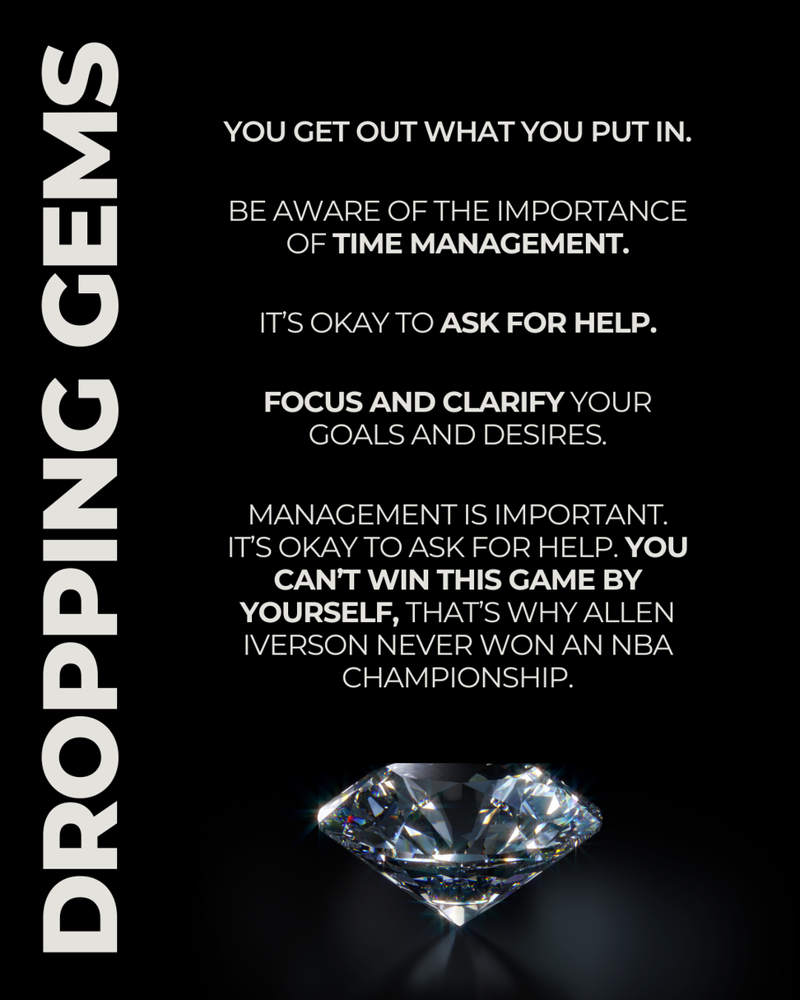 DROPPING GEMS
YOU GET OUT WHAT YOU PUT IN.
BE AWARE OF THE IMPORTANCE
OF TIME MANAGEMENT.
IT’S OKAY TO ASK FOR HELP.
FOCUS AND CLARIFY YOUR
GOALS AND DESIRES.
MANAGEMENT IS IMPORTANT.
IT’S OKAY TO ASK FOR HELP. YOU
CAN’T WIN THIS GAME BY
YOURSELF, THAT’S WHY ALLEN
IVERSON NEVER WON AN NBA
CHAMPIONSHIP.